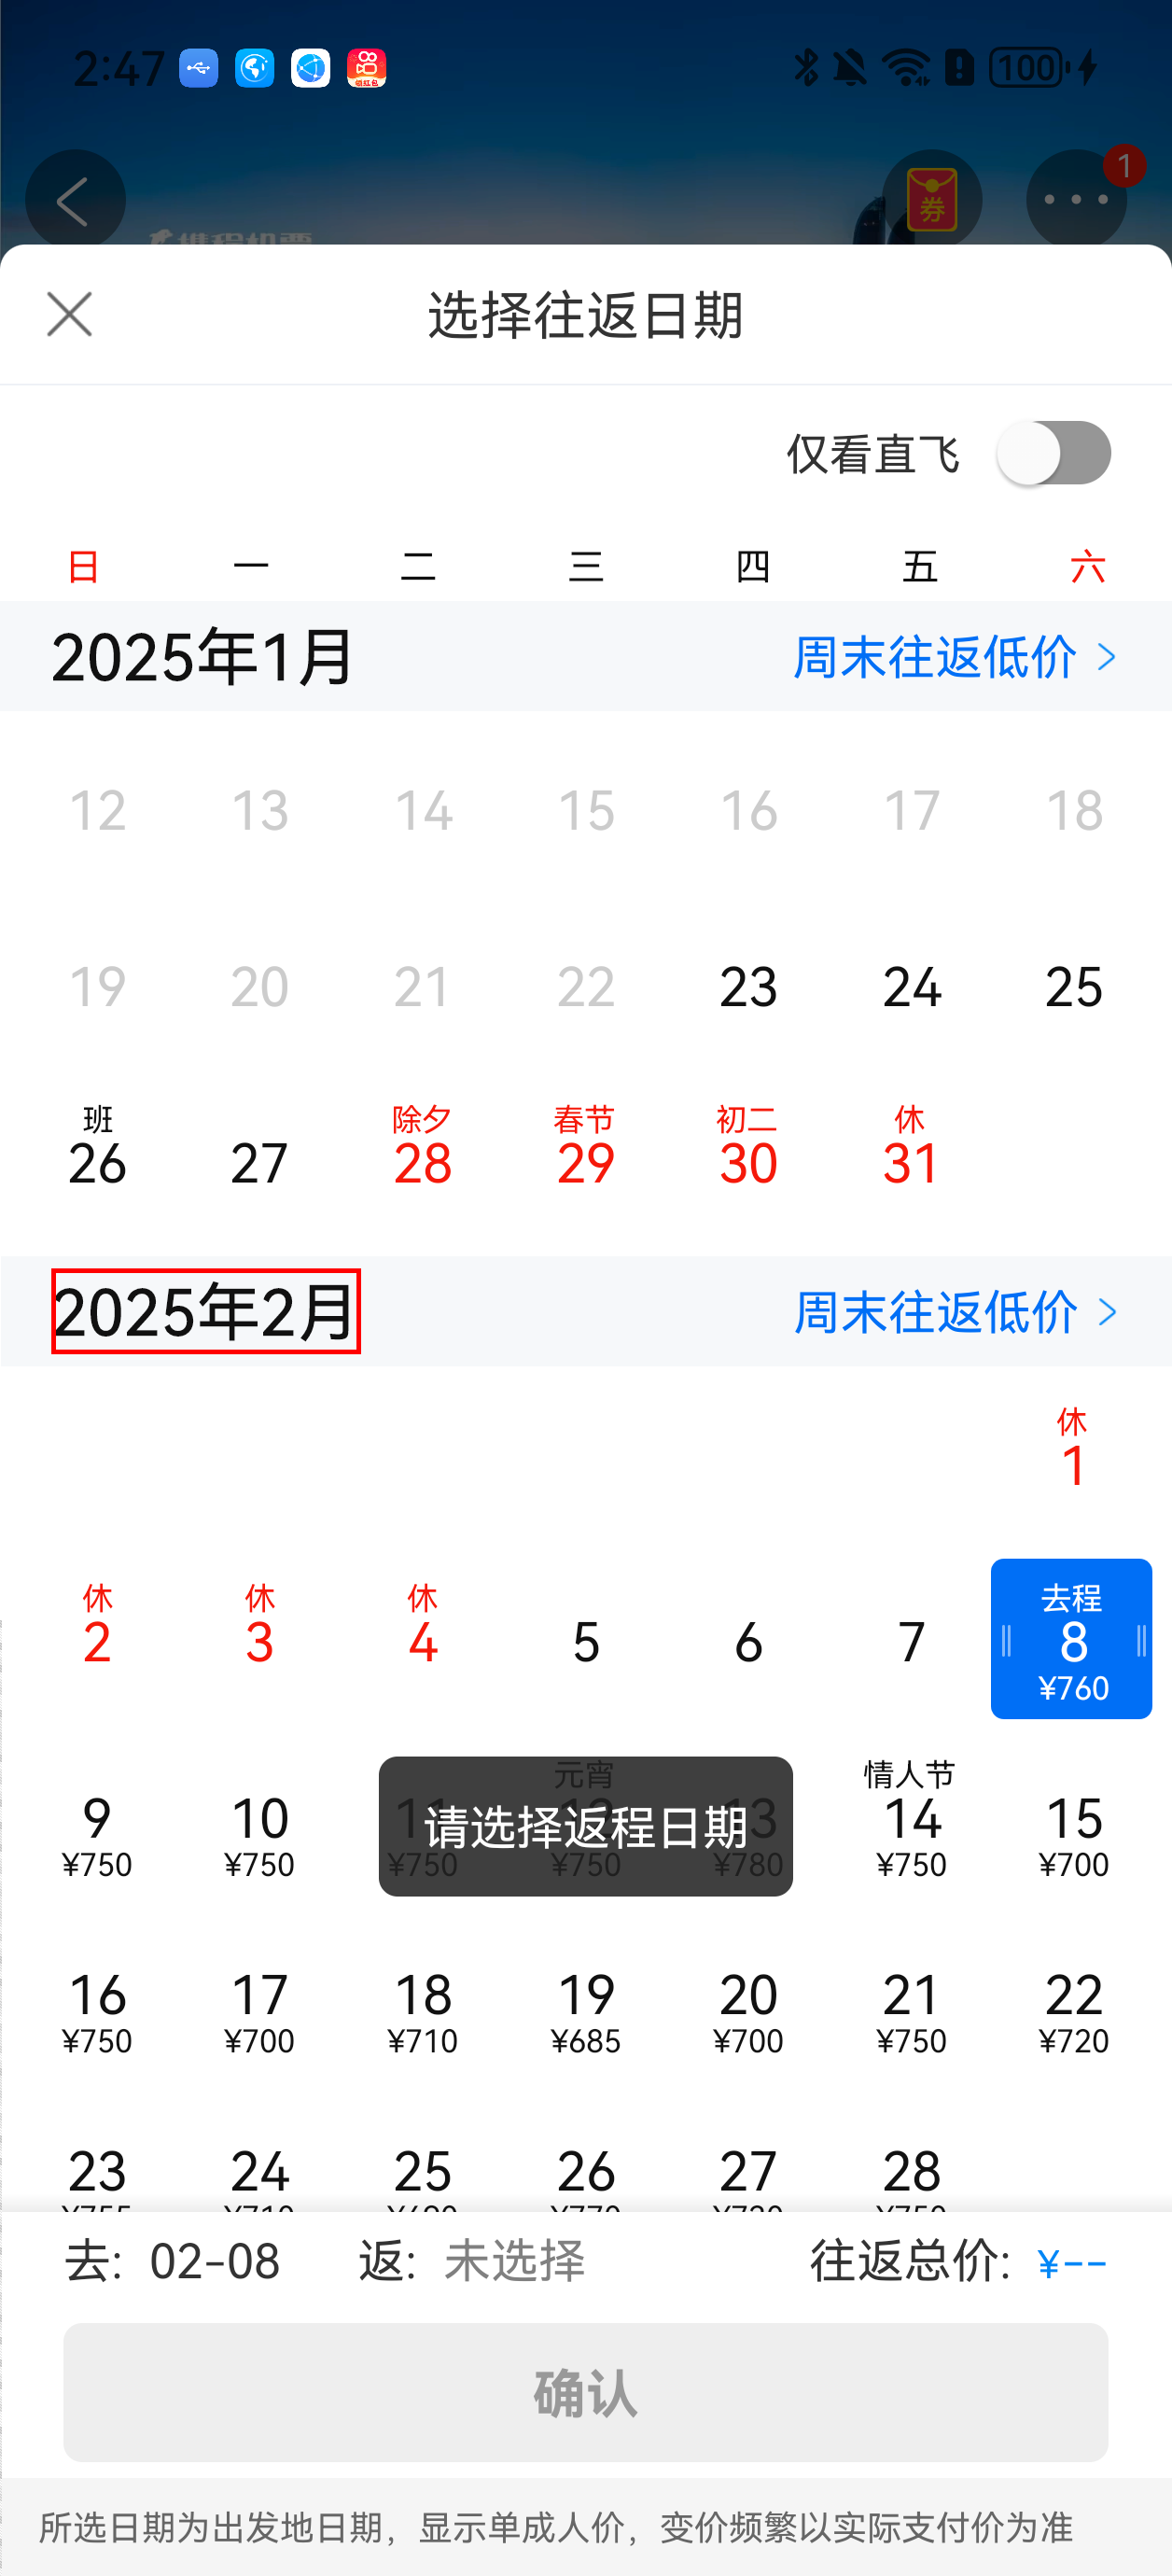 2:47
100
1
券
选择往返日期
仅看直飞
日 一 二 三 四 五 六
2025年1月 周末往返低价
12 13 14 15 16 17 18
19 20 21 22 23 24 25
班 除夕 春节 初二 休
26 27 28 29 30 31
2025年2月 周末往返低价
休
1
休 休 休 去程
2 3 4 5 6 7 8
¥760
元宵 情人节
9 10 11 12 13 14 15
请选择返程日期
¥750 ¥750 ¥750 ¥750 ¥780 ¥750 ¥700
16 17 18 19 20 21 22
¥750 ¥700 ¥710 ¥685 ¥700 ¥750 ¥720
23 24 25 26 27 28
去: 02-08 返: 未选择 往返总价: ¥--
确认
所选日期为出发地日期，显示单成人价，变价频繁以实际支付价为准